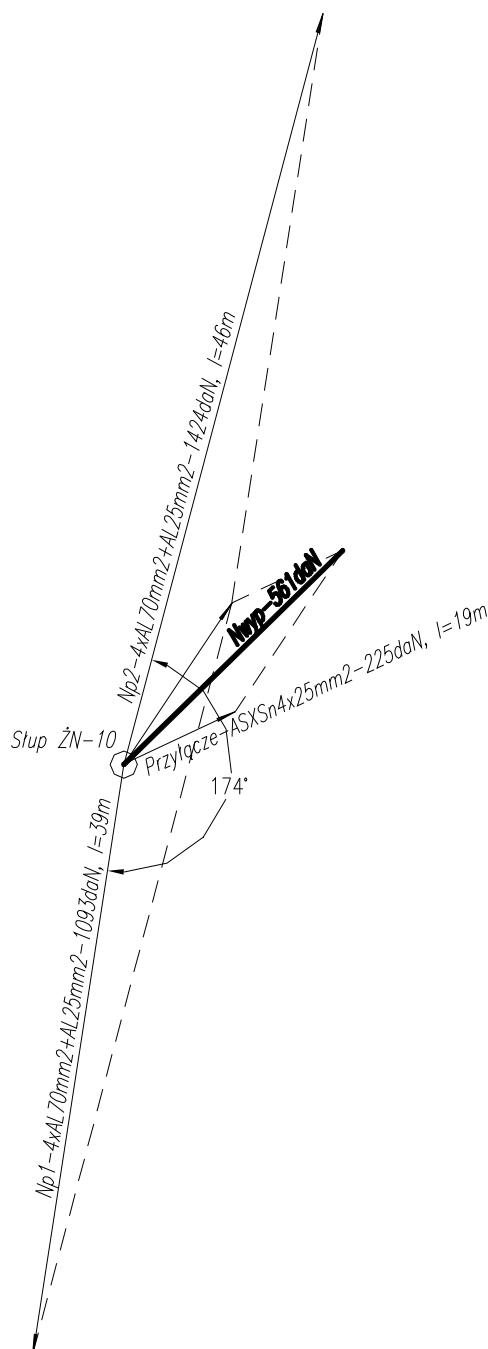 Np2-4xAL70mm2+AL25mm2-1424daN, l=46m
Nwyp-561daN
Przyłącze-ASXSn4x25mm2-225daN, l=19m
Słup ŻN-10
174°
Np1-4xAL70mm2+AL25mm2-1093daN, l=39m